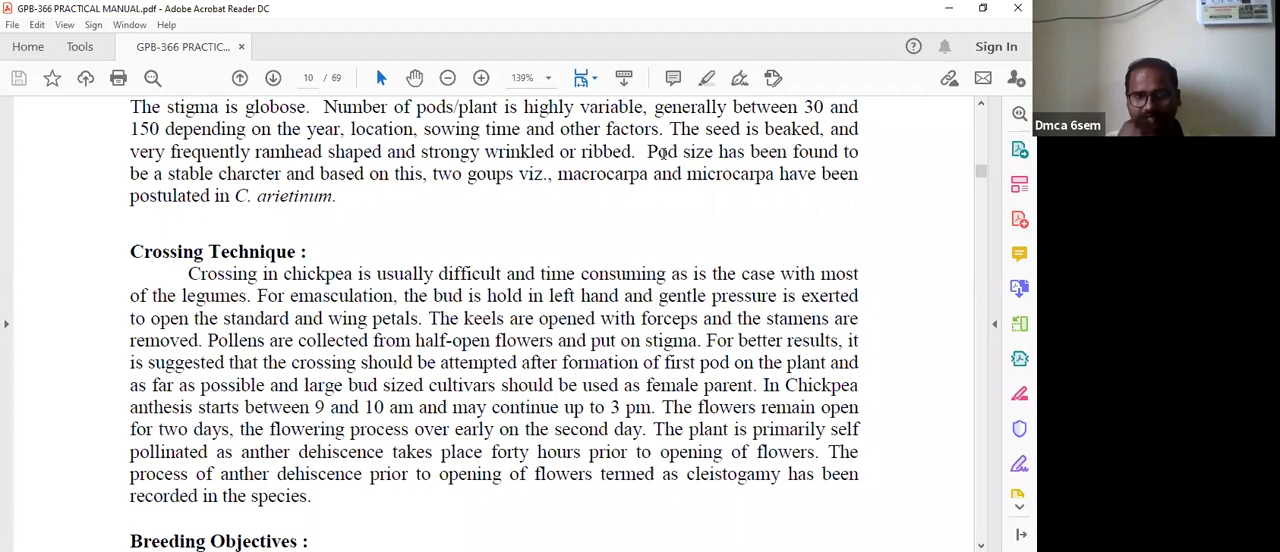 GPB-366 PRACTICAL MANUAL.pdf - Adobe Acrobat Reader DC
File Edit View Sign Window Help
Home Tools GPB-366 PRACTIC... × Sign In
10 / 69 139%
The stigma is globose. Number of pods/plant is highly variable, generally between 30 and
150 depending on the year, location, sowing time and other factors. The seed is beaked, and
very frequently ramhead shaped and strongy wrinkled or ribbed. Pod size has been found to
be a stable charcter and based on this, two goups viz., macrocarpa and microcarpa have been
postulated in C. arietinum.
Crossing Technique :
Crossing in chickpea is usually difficult and time consuming as is the case with most
of the legumes. For emasculation, the bud is hold in left hand and gentle pressure is exerted
to open the standard and wing petals. The keels are opened with forceps and the stamens are
removed. Pollens are collected from half-open flowers and put on stigma. For better results, it
is suggested that the crossing should be attempted after formation of first pod on the plant and
as far as possible and large bud sized cultivars should be used as female parent. In Chickpea
anthesis starts between 9 and 10 am and may continue up to 3 pm. The flowers remain open
for two days, the flowering process over early on the second day. The plant is primarily self
pollinated as anther dehiscence takes place forty hours prior to opening of flowers. The
process of anther dehiscence prior to opening of flowers termed as cleistogamy has been
recorded in the species.
Breeding Objectives :
Dmca 6sem